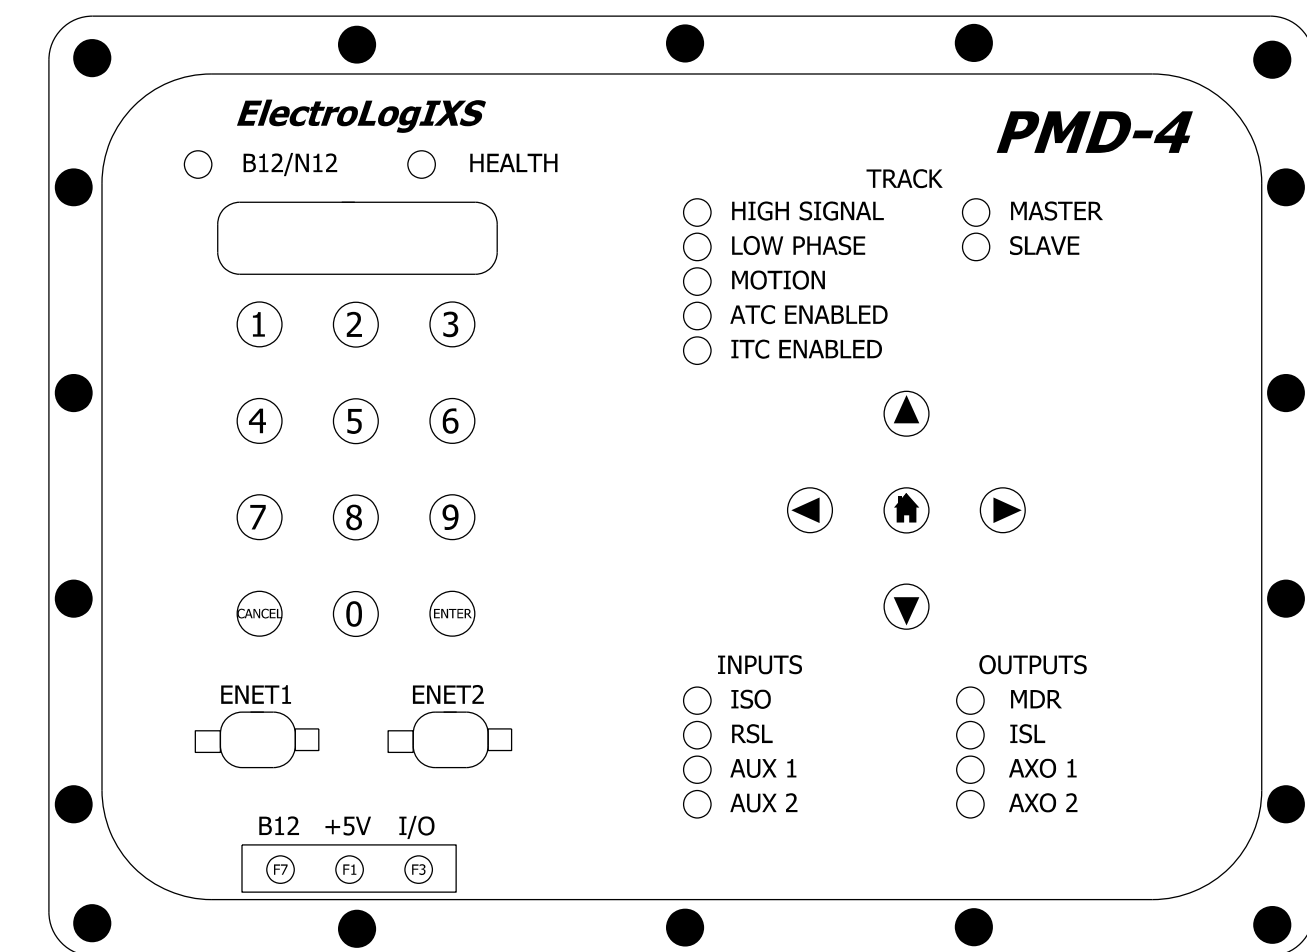 ElectroLogIXS
B12/N12 HEALTH
1 2 3
4 5 6
7 8 9
CANCEL 0 ENTER
ENET1 ENET2
B12 +5V I/O
F7 F1 F3
PMD-4
TRACK
HIGH SIGNAL MASTER
LOW PHASE SLAVE
MOTION
ATC ENABLED
ITC ENABLED
INPUTS OUTPUTS
ISO MDR
RSL ISL
AUX 1 AXO 1
AUX 2 AXO 2